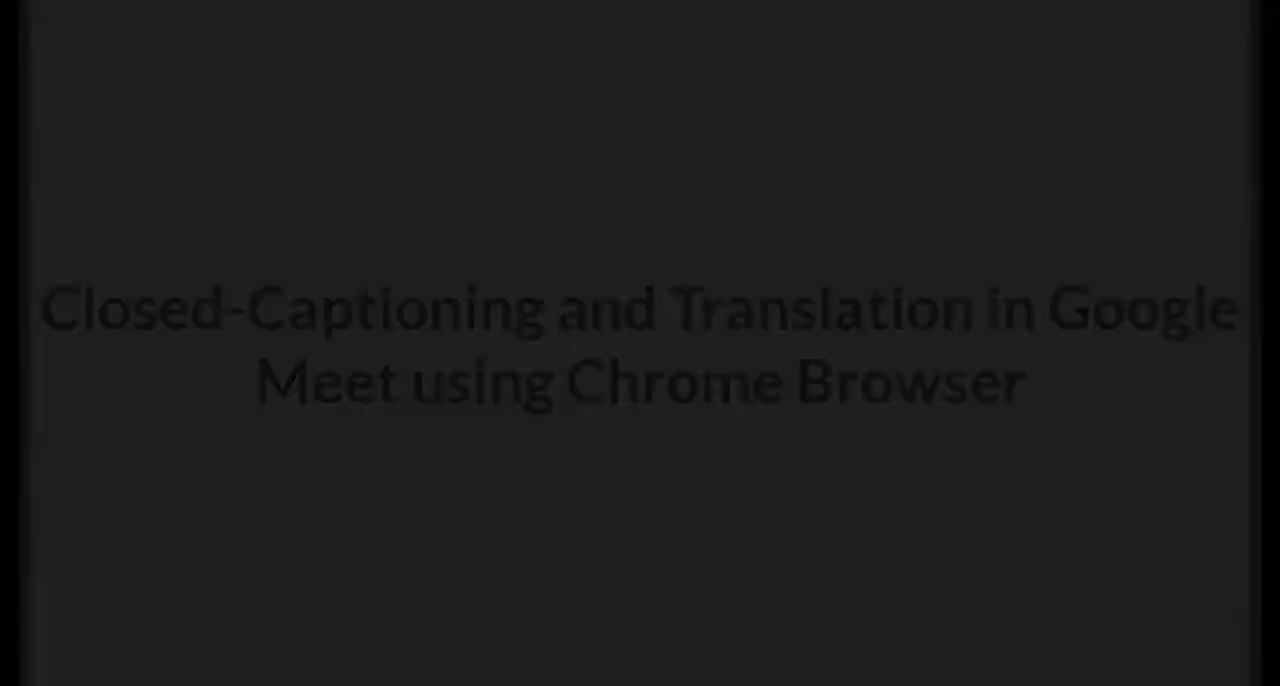 Closed-Captioning and Translation in Google
Meet using Chrome Browser